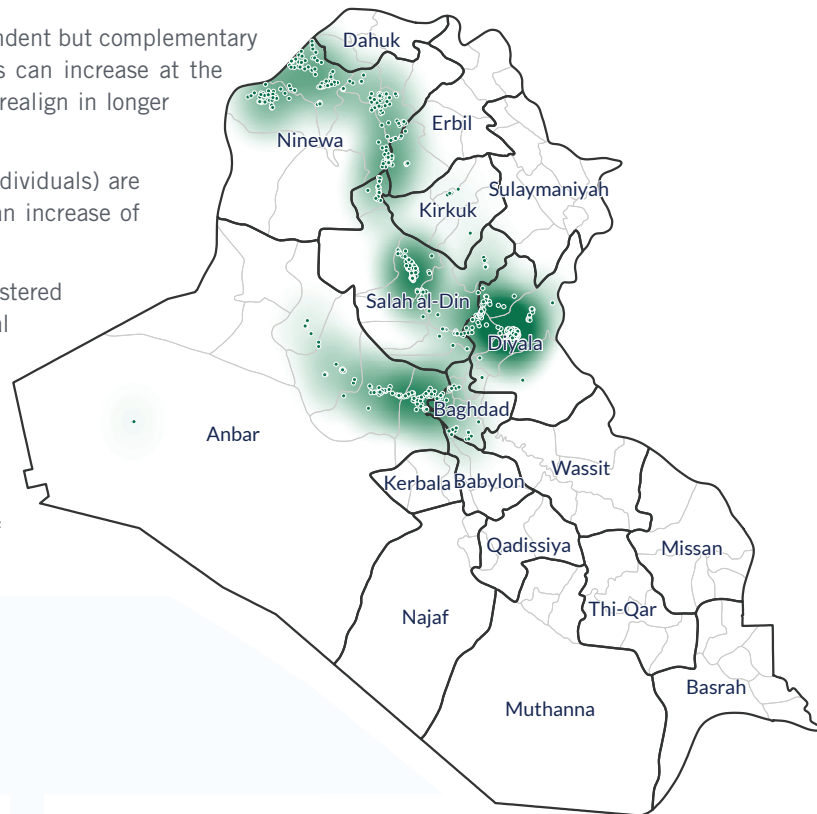 ndent but complementary
s can increase at the
realign in longer
dividuals) are
an increase of
stered
al
Dahuk
Erbil
Ninewa
Sulaymaniyah
Kirkuk
Salah al-Din
Diyala
Baghdad
Anbar
Wassit
Kerbala
Babylon
Qadissiya
Missan
Najaf
Thi-Qar
Basrah
Muthanna